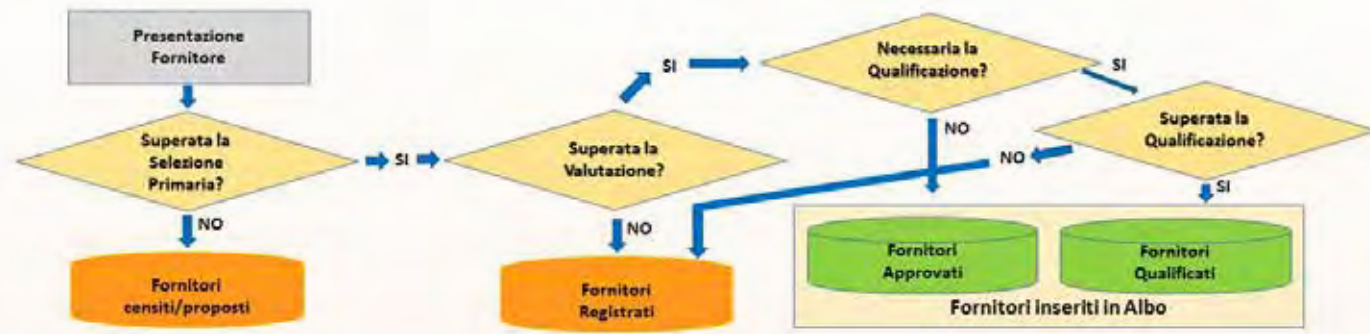 Presentazione
Fornitore
Superata la
Selezione
Primaria?
SI
NO
Fornitori
censiti/proposti
Superata la
Valutazione?
SI
NO
Fornitori
Registrati
Necessaria la
Qualificazione?
SI
NO
Superata la
Qualificazione?
NO
SI
Fornitori
Approvati
Fornitori
Qualificati
Fornitori inseriti in Albo